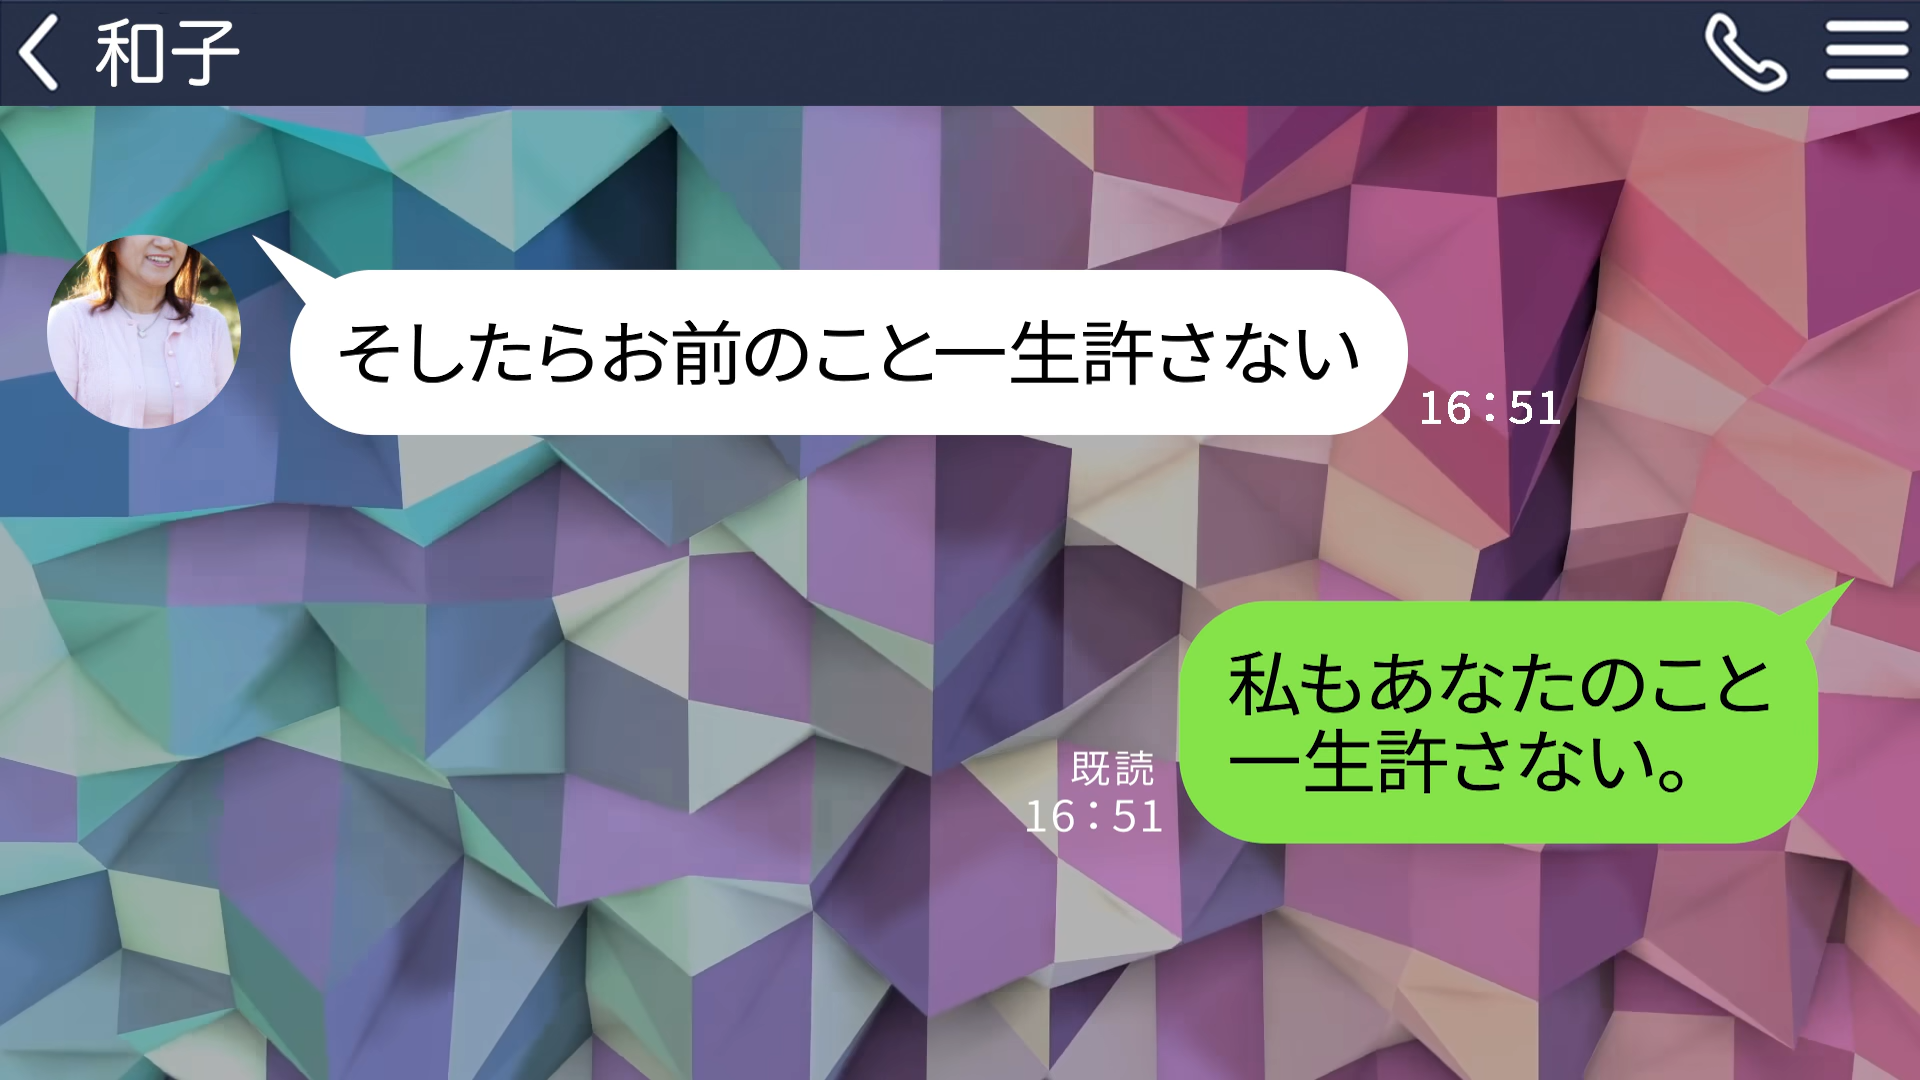 和子
そしたらお前のこと一生許さない
16:51
私もあなたのこと
一生許さない。
既読
16:51